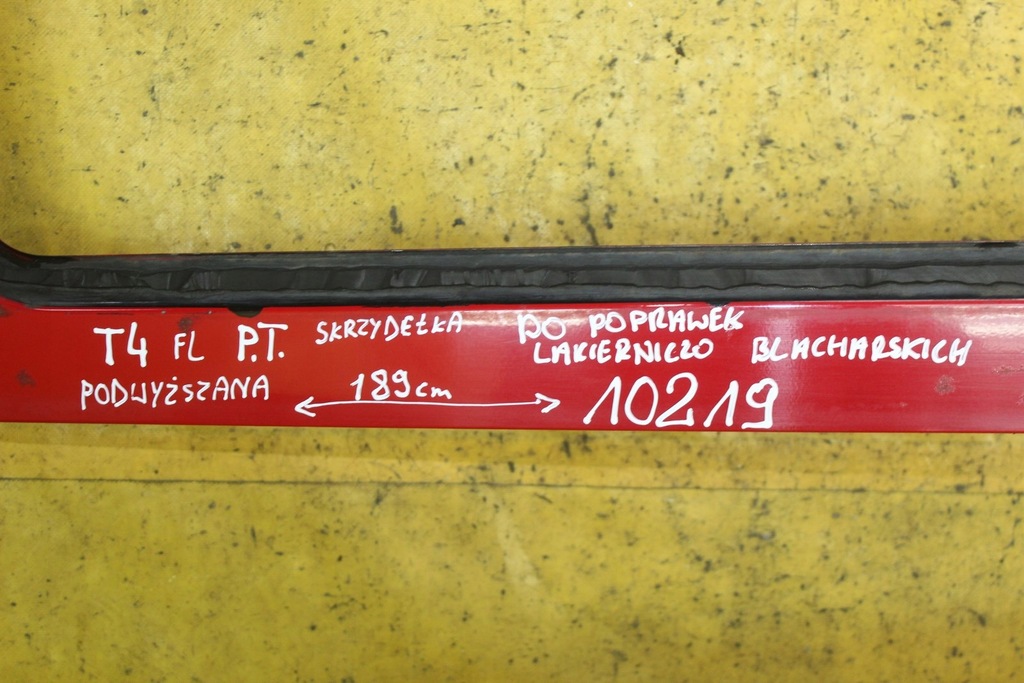 T4 FL P.T. SKRZYDEŁKA
PODWYŻSZANA
189cm
DO POPRAWEK
LAKIERNICZO BLACHARSKICH
10219